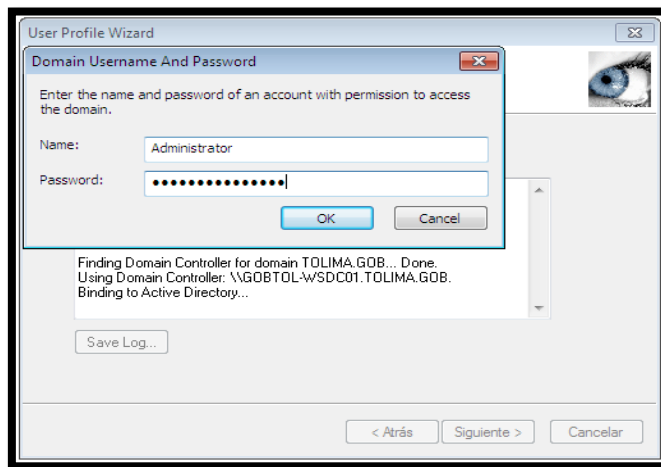 User Profile Wizard
Domain Username And Password
Enter the name and password of an account with permission to access
the domain.
Name:
Administrator
Password:
•••••••••••••••
OK
Cancel
Finding Domain Controller for domain TOLIMA.GOB... Done.
Using Domain Controller: \\GOBTOL-WSDC01.TOLIMA.GOB.
Binding to Active Directory...
Save Log...
< Atrás
Siguiente >
Cancelar